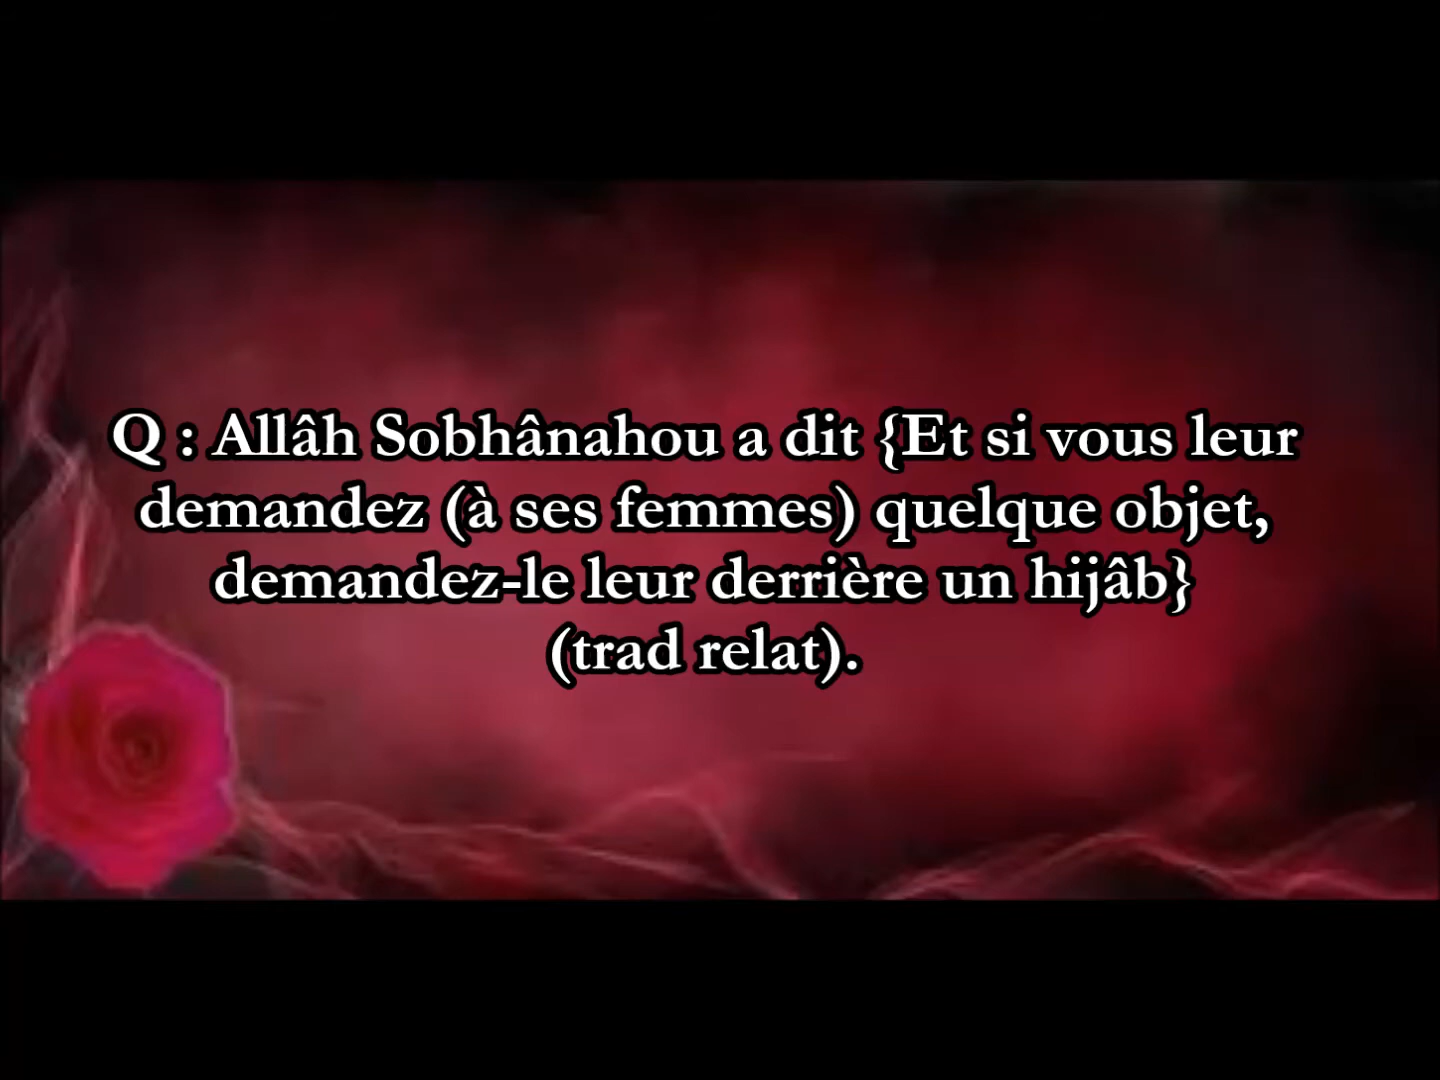 Q : Allâh Sobhânahou a dit {Et si vous leur
demandez (à ses femmes) quelque objet,
demandez-le leur derrière un hijâb}
(trad relat).